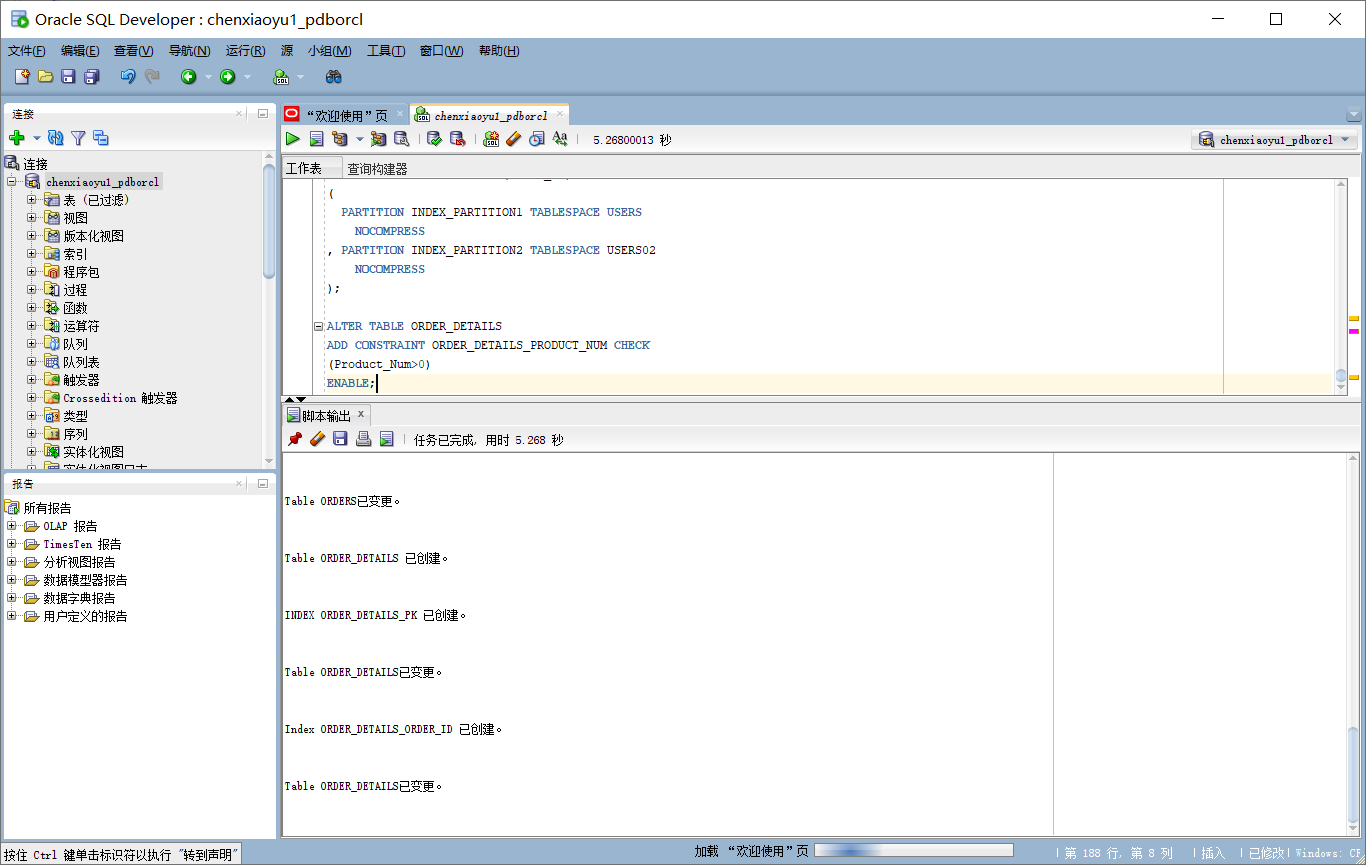 Oracle SQL Developer : chenxiaoyu1_pdborcl
文件(F) 编辑(E) 查看(V) 导航(N) 运行(R) 源 小组(M) 工具(T) 窗口(W) 帮助(H)
连接
连接
chenxiaoyu1_pdborcl
表 (已过滤)
视图
版本化视图
索引
程序包
过程
函数
运算符
队列
队列表
触发器
Crossedition 触发器
类型
序列
实体化视图
实体化视图日志
报告
所有报告
OLAP 报告
TimesTen 报告
分析视图报告
数据模型器报告
数据字典报告
用户定义的报告
“欢迎使用”页 chenxiaoyu1_pdborcl
5.26800013 秒 chenxiaoyu1_pdborcl
工作表 查询构建器
(
PARTITION INDEX_PARTITION1 TABLESPACE USERS
NOCOMPRESS
, PARTITION INDEX_PARTITION2 TABLESPACE USERS02
NOCOMPRESS
);
ALTER TABLE ORDER_DETAILS
ADD CONSTRAINT ORDER_DETAILS_PRODUCT_NUM CHECK
(Product_Num>0)
ENABLE;
脚本输出 x
任务已完成, 用时 5.268 秒
Table ORDERS已变更。
Table ORDER_DETAILS 已创建。
INDEX ORDER_DETAILS_PK 已创建。
Table ORDER_DETAILS已变更。
Index ORDER_DETAILS_ORDER_ID 已创建。
Table ORDER_DETAILS已变更。
按住 Ctrl 键单击标识符以执行 "转到声明" 加载 “欢迎使用”页 第 188 行, 第 8 列 插入 已修改 Windows: